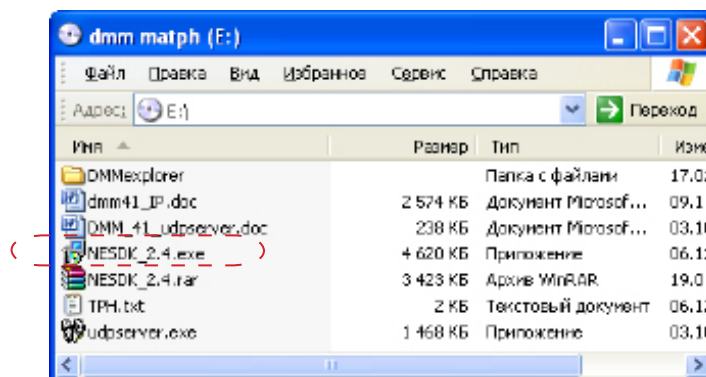 dmm matph (E:)
Файл Правка Вид Избранное Сервис Справка
Адрес: E:\ Переход
Имя Размер Тип Изме
DMMexplorer Папка с файлами 17.0
dmm41_IP.doc 2 574 КБ Документ Microsof... 09.1
DMM_41_udpserver.doc 238 КБ Документ Microsof... 03.1
NESDK_2.4.exe 4 620 КБ Приложение 06.1
NESDK_2.4.rar 3 423 КБ Архив WinRAR 19.0
TPH.txt 2 КБ Текстовый документ 06.1
udpserver.exe 1 468 КБ Приложение 03.1